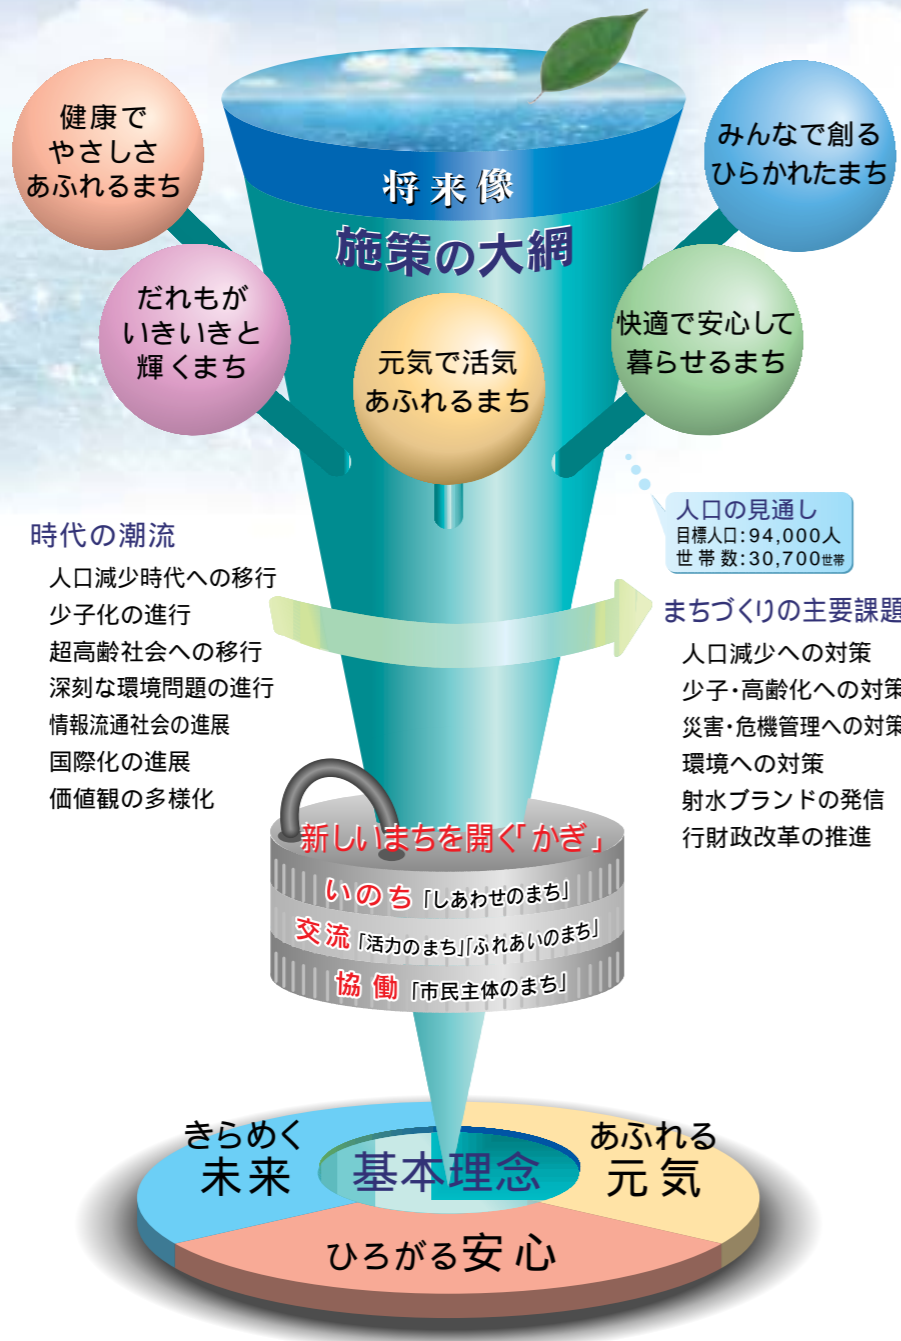 健康で
やさしさ
あふれるまち
みんなで創る
ひらかれたまち
将来像
施策の大綱
だれもが
いきいきと
輝くまち
元気で活気
あふれるまち
快適で安心して
暮らせるまち
人口の見通し
目標人口:94,000人
世帯数:30,700世帯
時代の潮流
人口減少時代への移行
少子化の進行
超高齢社会への移行
深刻な環境問題の進行
情報流通社会の進展
国際化の進展
価値観の多様化
まちづくりの主要課題
人口減少への対策
少子・高齢化への対策
災害・危機管理への対策
環境への対策
射水ブランドの発信
行財政改革の推進
新しいまちを開く「かぎ」
いのち「しあわせのまち」
交流「活力のまち」「ふれあいのまち」
協働「市民主体のまち」
きらめく
未来
基本理念
あふれる
元気
ひろがる安心